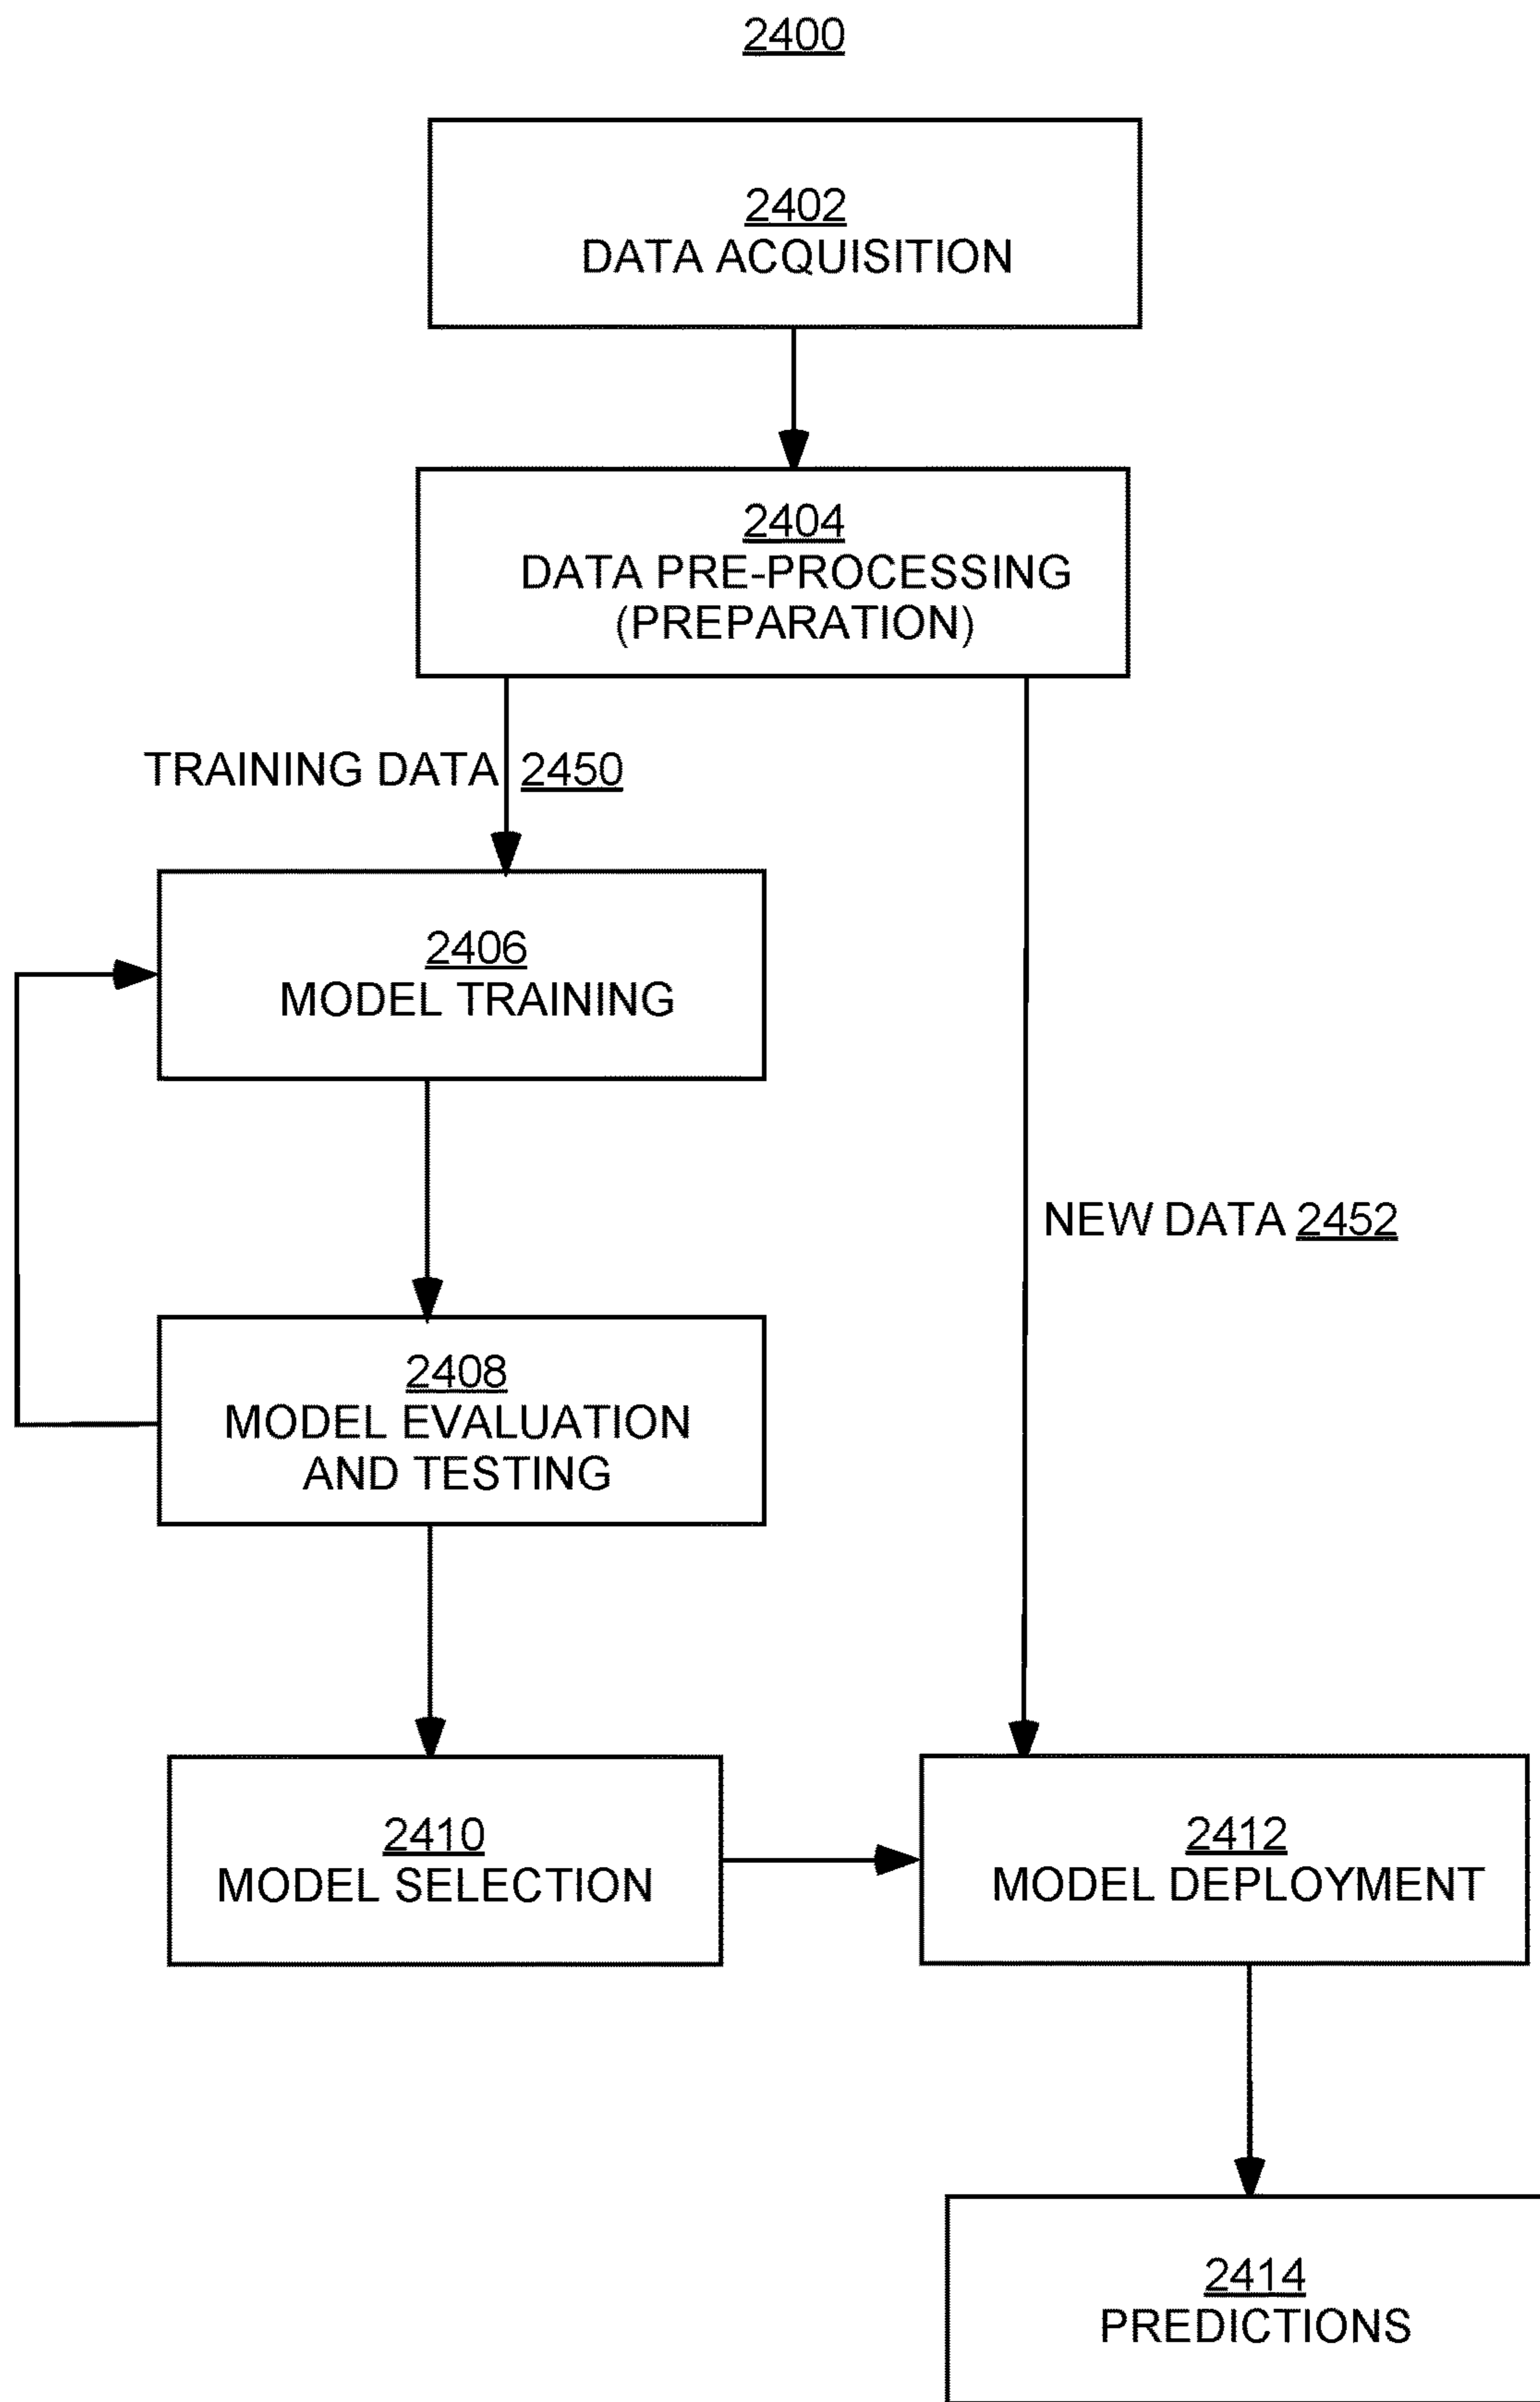 2400
2402
DATA ACQUISITION
2404
DATA PRE-PROCESSING
(PREPARATION)
TRAINING DATA 2450
2406
MODEL TRAINING
NEW DATA 2452
2408
MODEL EVALUATION
AND TESTING
2410
MODEL SELECTION
2412
MODEL DEPLOYMENT
2414
PREDICTIONS